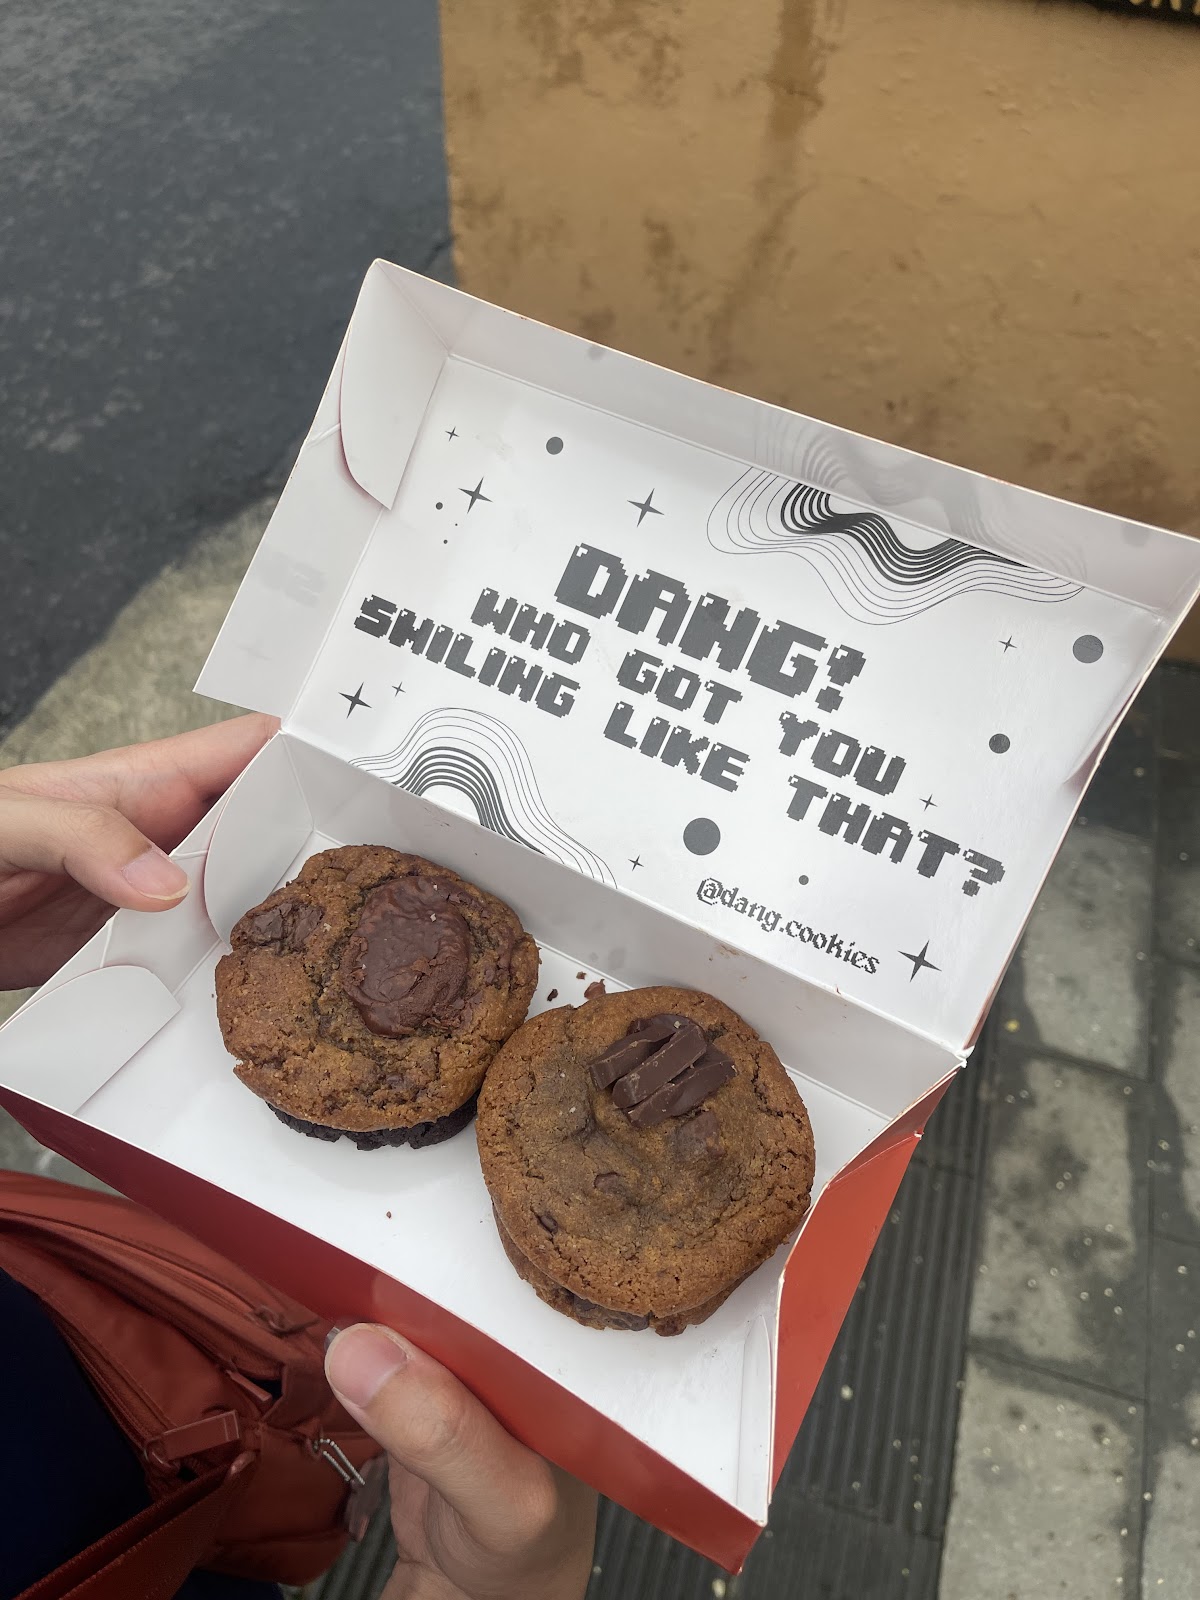 DANG!
WHO GOT YOU
SMILING LIKE THAT?
@dang.cookies